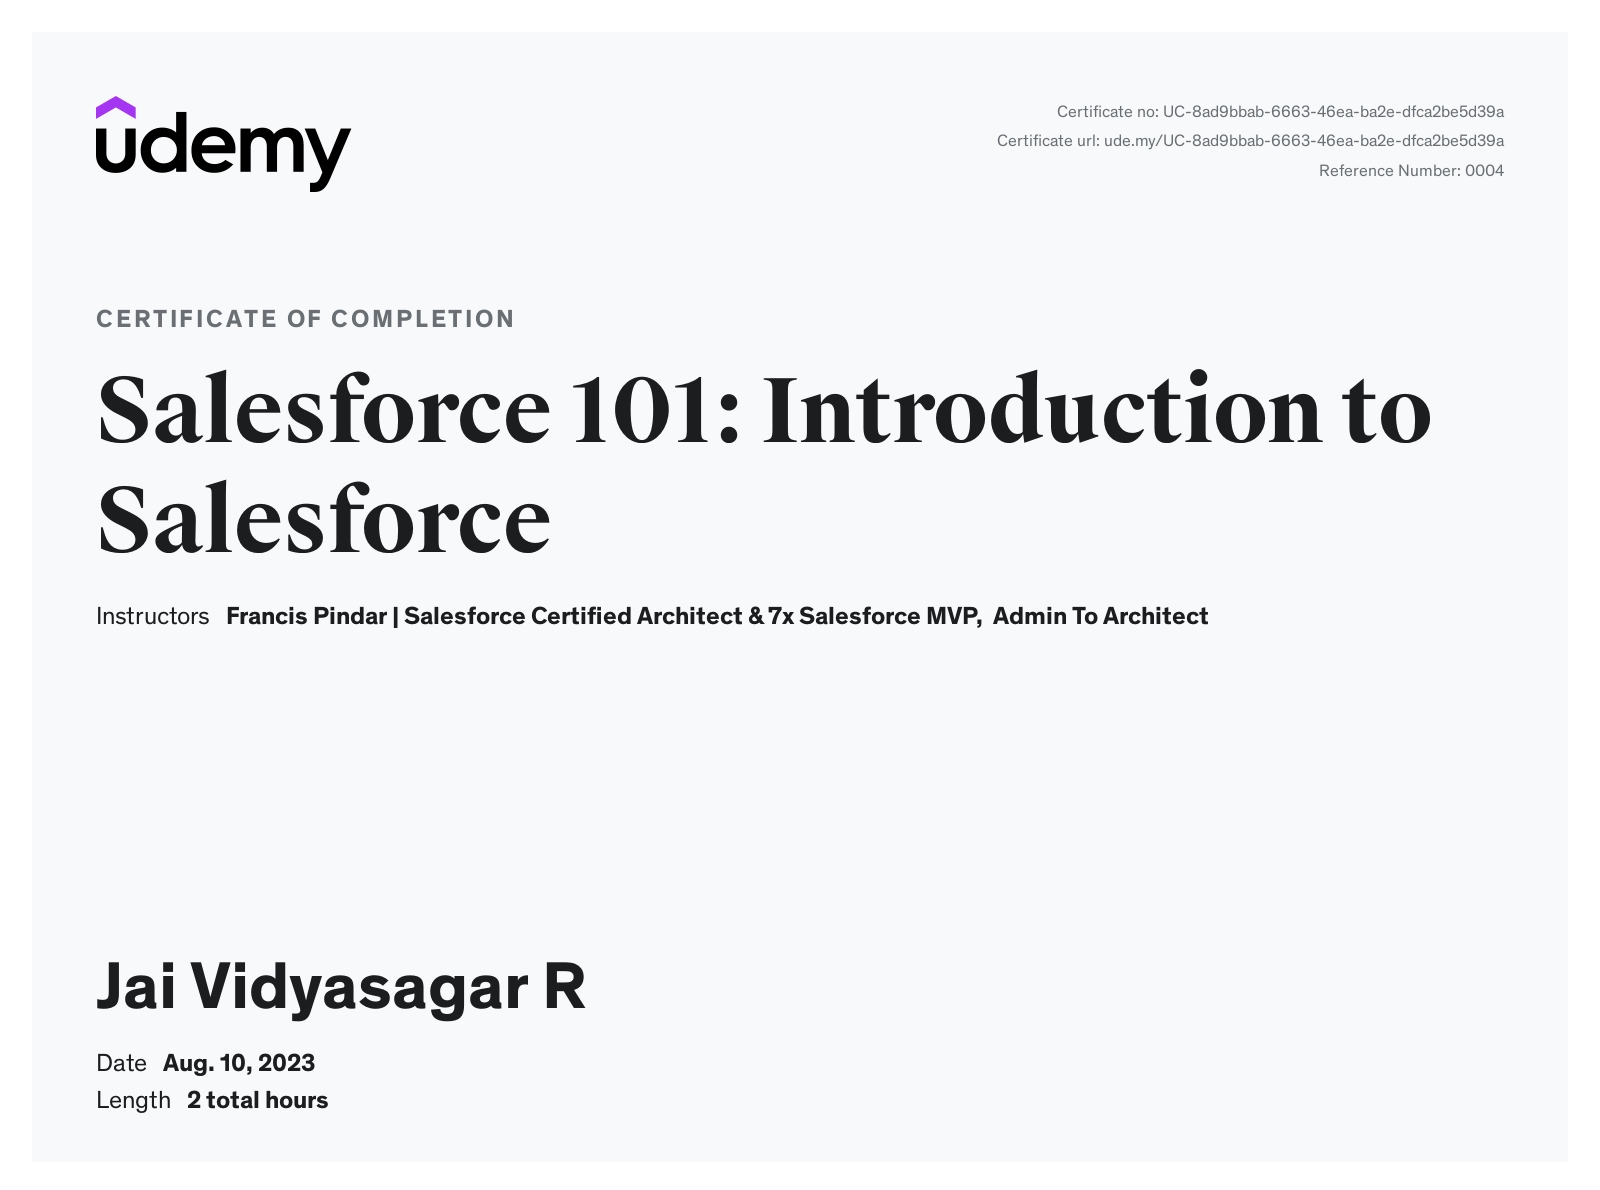 udemy
Certificate no: UC-8ad9bbab-6663-46ea-ba2e-dfca2be5d39a
Certificate url: ude.my/UC-8ad9bbab-6663-46ea-ba2e-dfca2be5d39a
Reference Number: 0004
CERTIFICATE OF COMPLETION
Salesforce 101: Introduction to
Salesforce
Instructors Francis Pindar | Salesforce Certified Architect & 7x Salesforce MVP, Admin To Architect
Jai Vidyasagar R
Date Aug. 10, 2023
Length 2 total hours